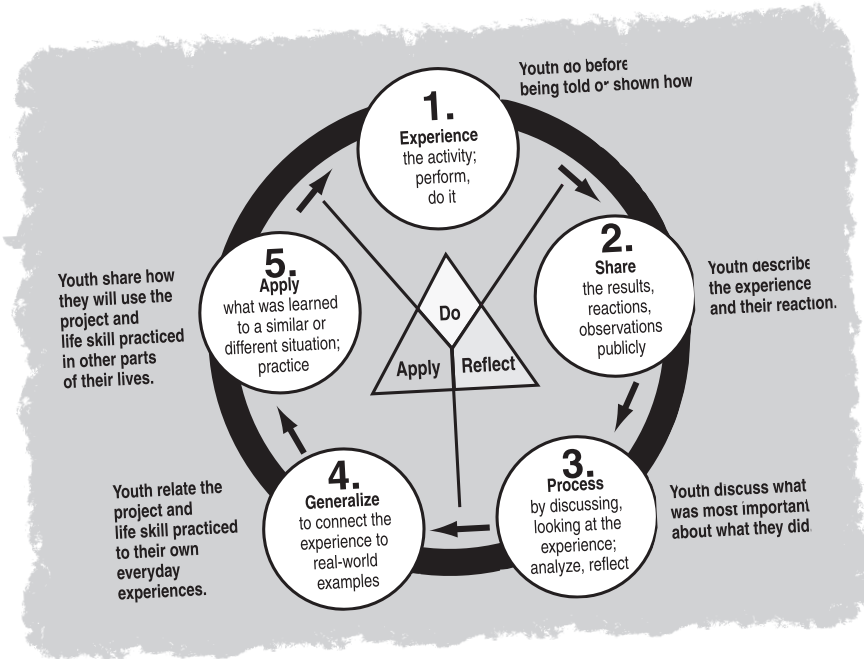 1.
Experience
the activity;
perform,
do it
Youth do before
being told or shown how
2.
Share
the results,
reactions,
observations
publicly
Youth describe
the experience
and their reaction.
3.
Process
by discussing,
looking at the
experience;
analyze, reflect
Youth discuss what
was most important
about what they did
4.
Generalize
to connect the
experience to
real-world
examples
Youth relate the
project and
life skill practiced
to their own
everyday
experiences.
5.
Apply
what was learned
to a similar or
different situation;
practice
Youth share how
they will use the
project and
life skill practiced
in other parts
of their lives.
Do
Apply
Reflect